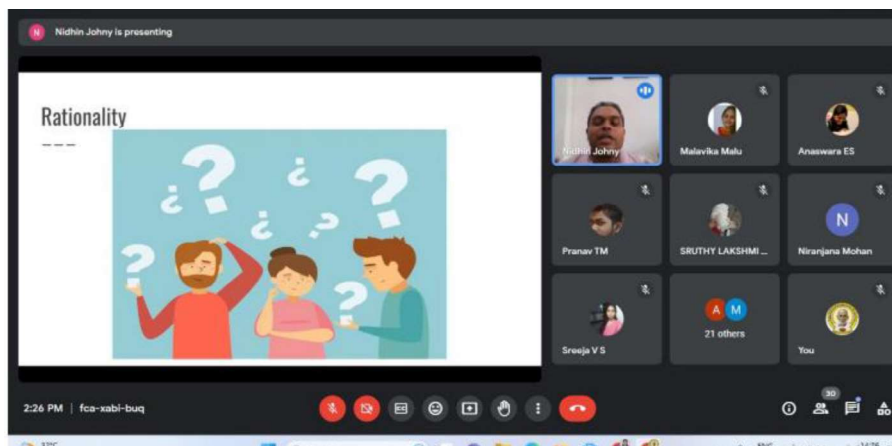 N Nidhin Johny is presenting
Rationality
Nidhin Johny
Malavika Malu
Anaswara ES
Pranav TM
SRUTHY LAKSHMI ...
N
Niranjana Mohan
Sreeja V S
A M
21 others
You
2:26 PM | fca-xabi-buq
CC
30